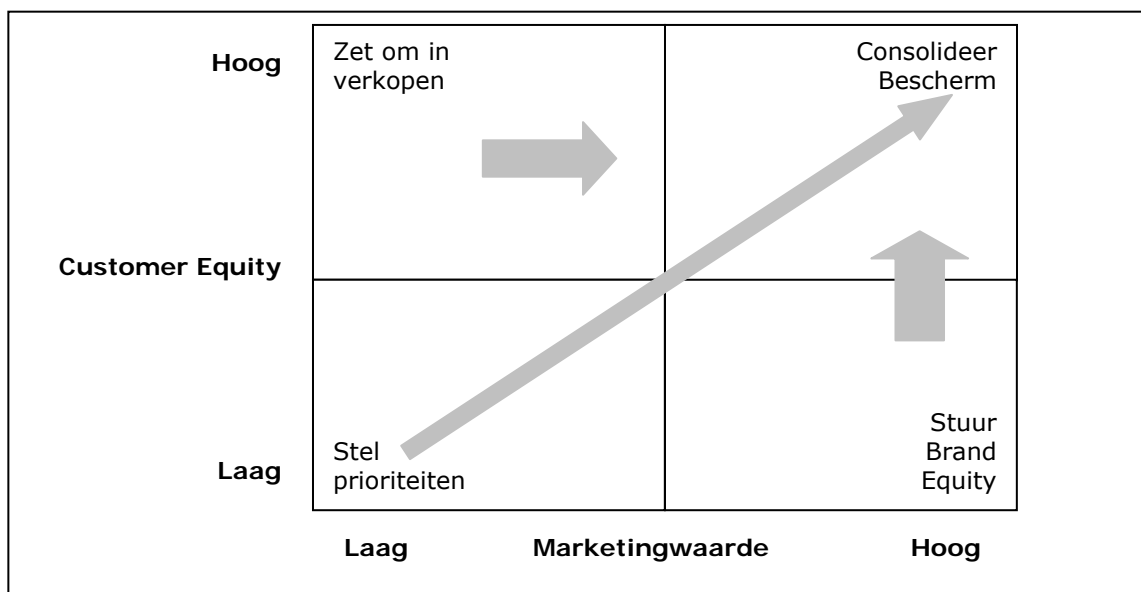 Hoog
Zet om in
verkopen
Consolideer
Bescherm
Customer Equity
Laag
Stel
prioriteiten
Stuur
Brand
Equity
Laag
Marketingwaarde
Hoog